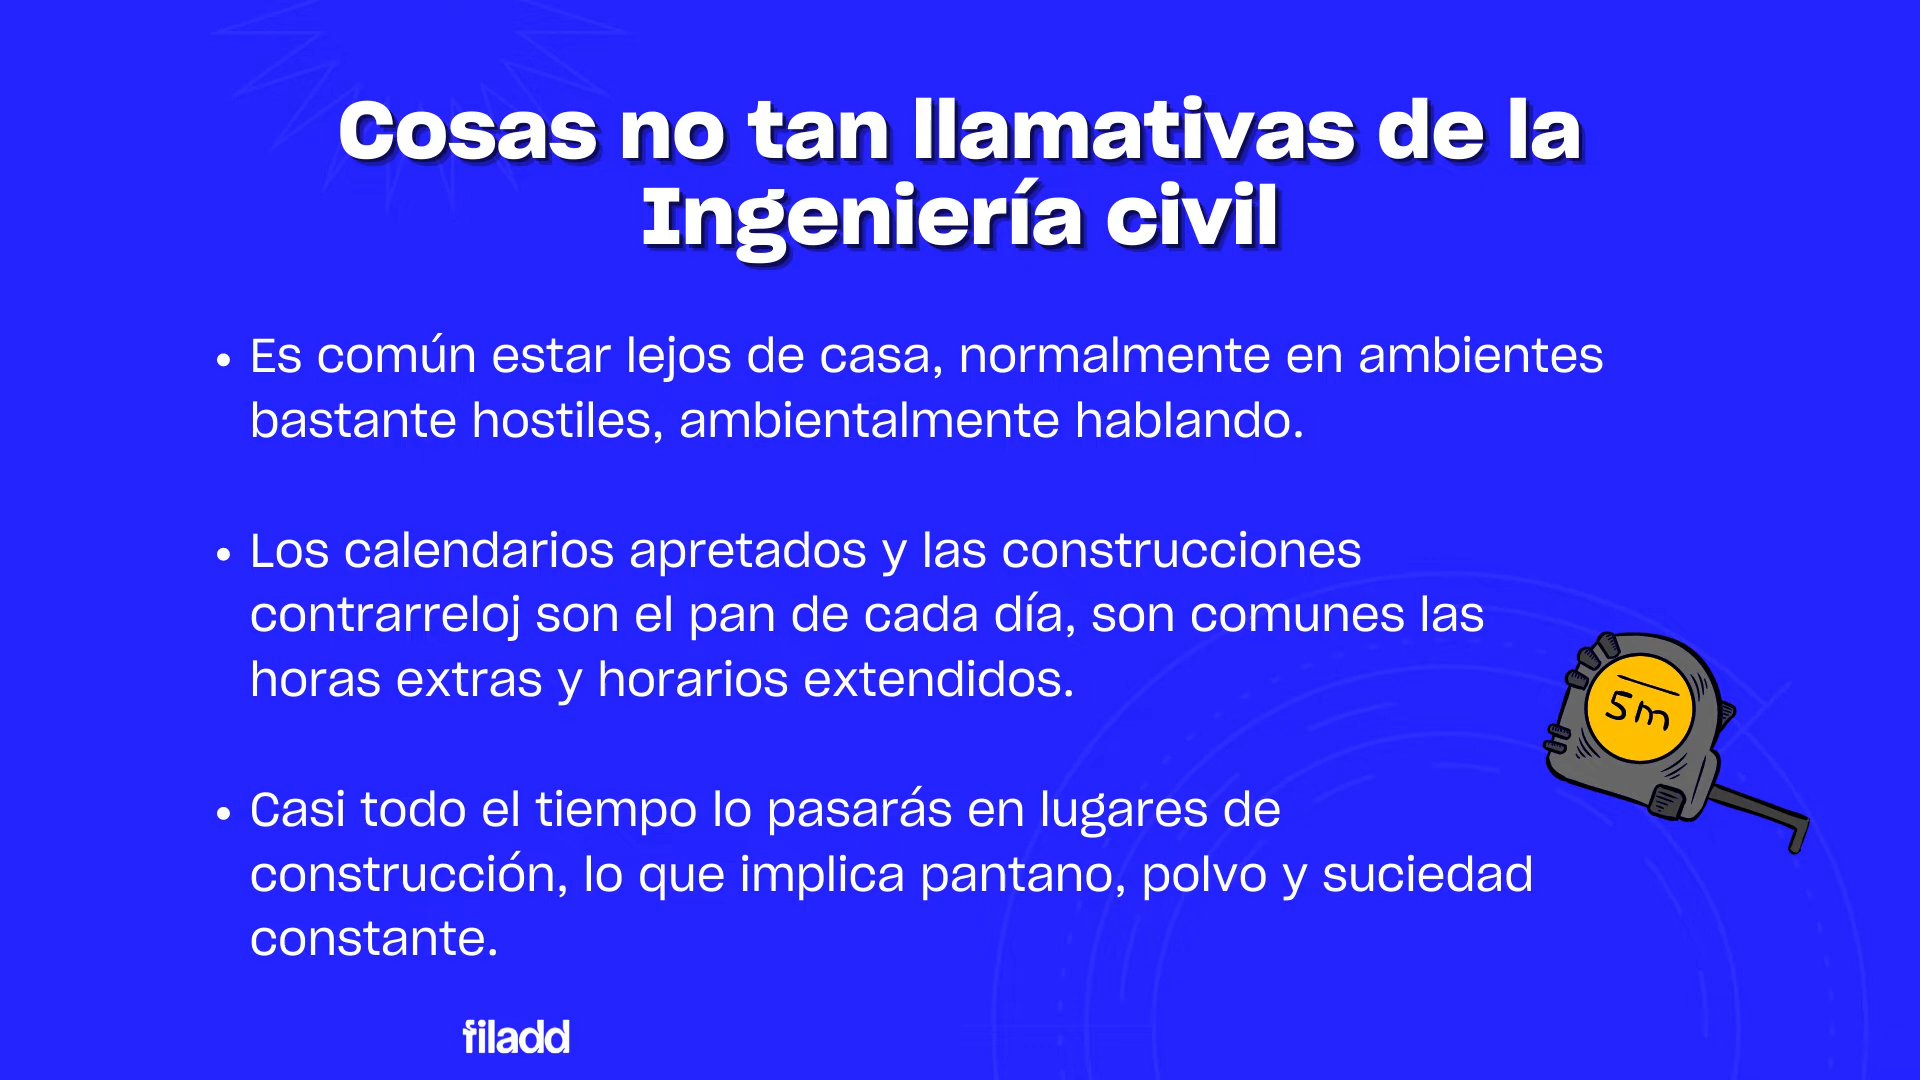 Cosas no tan llamativas de la
Ingeniería civil
• Es común estar lejos de casa, normalmente en ambientes
bastante hostiles, ambientalmente hablando.
• Los calendarios apretados y las construcciones
contrarreloj son el pan de cada día, son comunes las
horas extras y horarios extendidos.
5m
• Casi todo el tiempo lo pasarás en lugares de
construcción, lo que implica pantano, polvo y suciedad
constante.
filadd